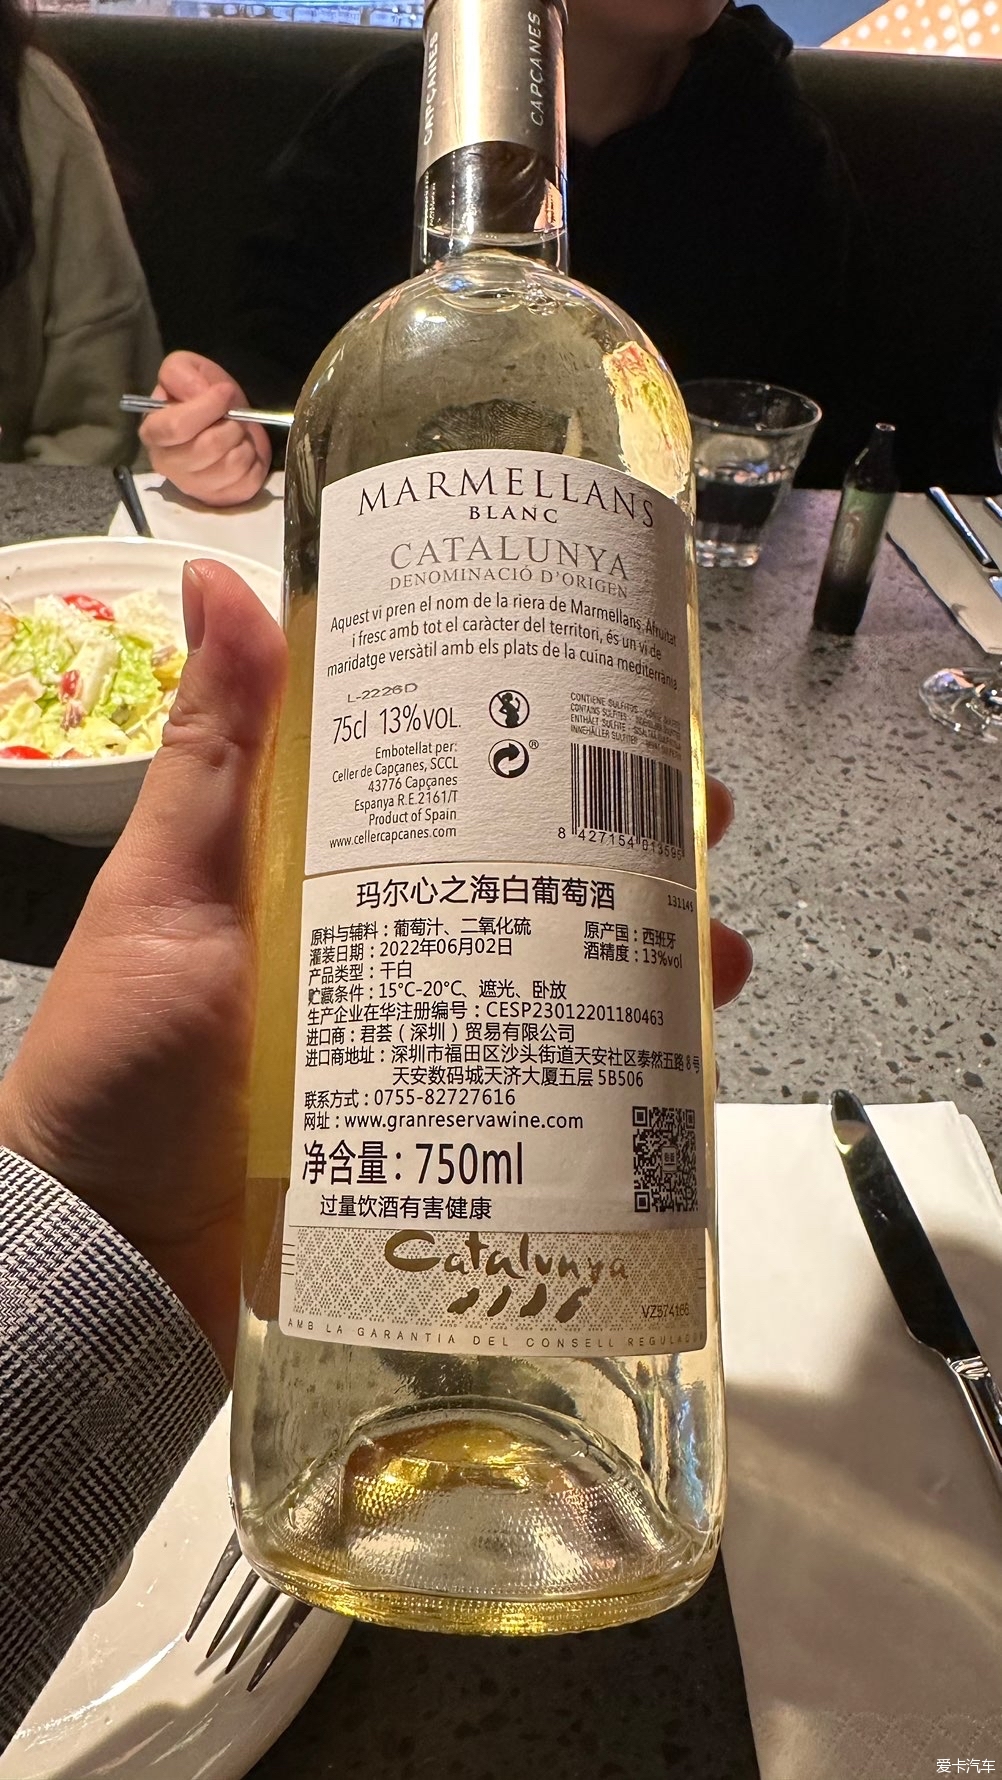 CAPÇANES
CAPÇANES
MARMELLANS
BLANC
CATALUNYA
DENOMINACIÓ D'ORIGEN
Aquest vi pren el nom de la riera de Marmellans. Afruitat
i fresc amb tot el caràcter del territori, és un vi de
maridatge versàtil amb els plats de la cuina mediterrània
L-2226D
75cl 13%VOL.
Embotellat per:
Celler de Capçanes, SCCL
43776 Capçanes
Espanya R.E.2161/T
Product of Spain
www.cellercapcanes.com
CONTIENE SULFITOS
CONTAINS SULFITES
ENTHÄLT SULFITE
INNEHÅLLER SULFITER
8 427154 013595
玛尔心之海白葡萄酒
131145
原料与辅料：葡萄汁、二氧化硫
原产国：西班牙
灌装日期：2022年06月02日
酒精度：13%vol
产品类型：干白
贮藏条件：15°C-20°C、遮光、卧放
生产企业在华注册编号：CESP23012201180463
进口商：君荟（深圳）贸易有限公司
进口商地址：深圳市福田区沙头街道天安社区泰然五路 8 号
天安数码城天济大厦五层 5B506
联系方式：0755-82727616
网址：www.granreservawine.com
净含量：750ml
过量饮酒有害健康
Catalunya
VZ574166
AMB LA GARANTIA DEL CONSELL REGULADOR
爱卡汽车